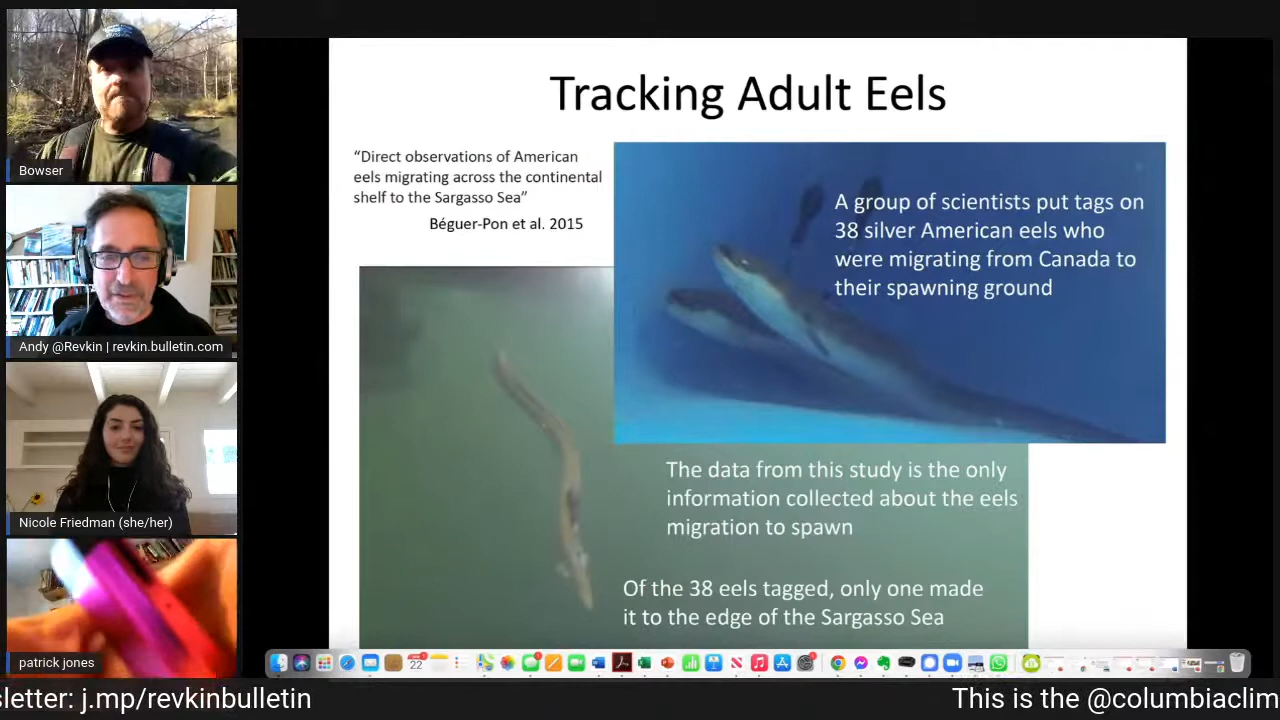 Bowser
Andy @Revkin | revkin.bulletin.com
Nicole Friedman (she/her)
patrick jones
Tracking Adult Eels
“Direct observations of American
eels migrating across the continental
shelf to the Sargasso Sea”
Béguer-Pon et al. 2015
A group of scientists put tags on
38 silver American eels who
were migrating from Canada to
their spawning ground
The data from this study is the only
information collected about the eels
migration to spawn
Of the 38 eels tagged, only one made
it to the edge of the Sargasso Sea
22
sletter: j.mp/revkinbulletin
This is the @columbiaclim